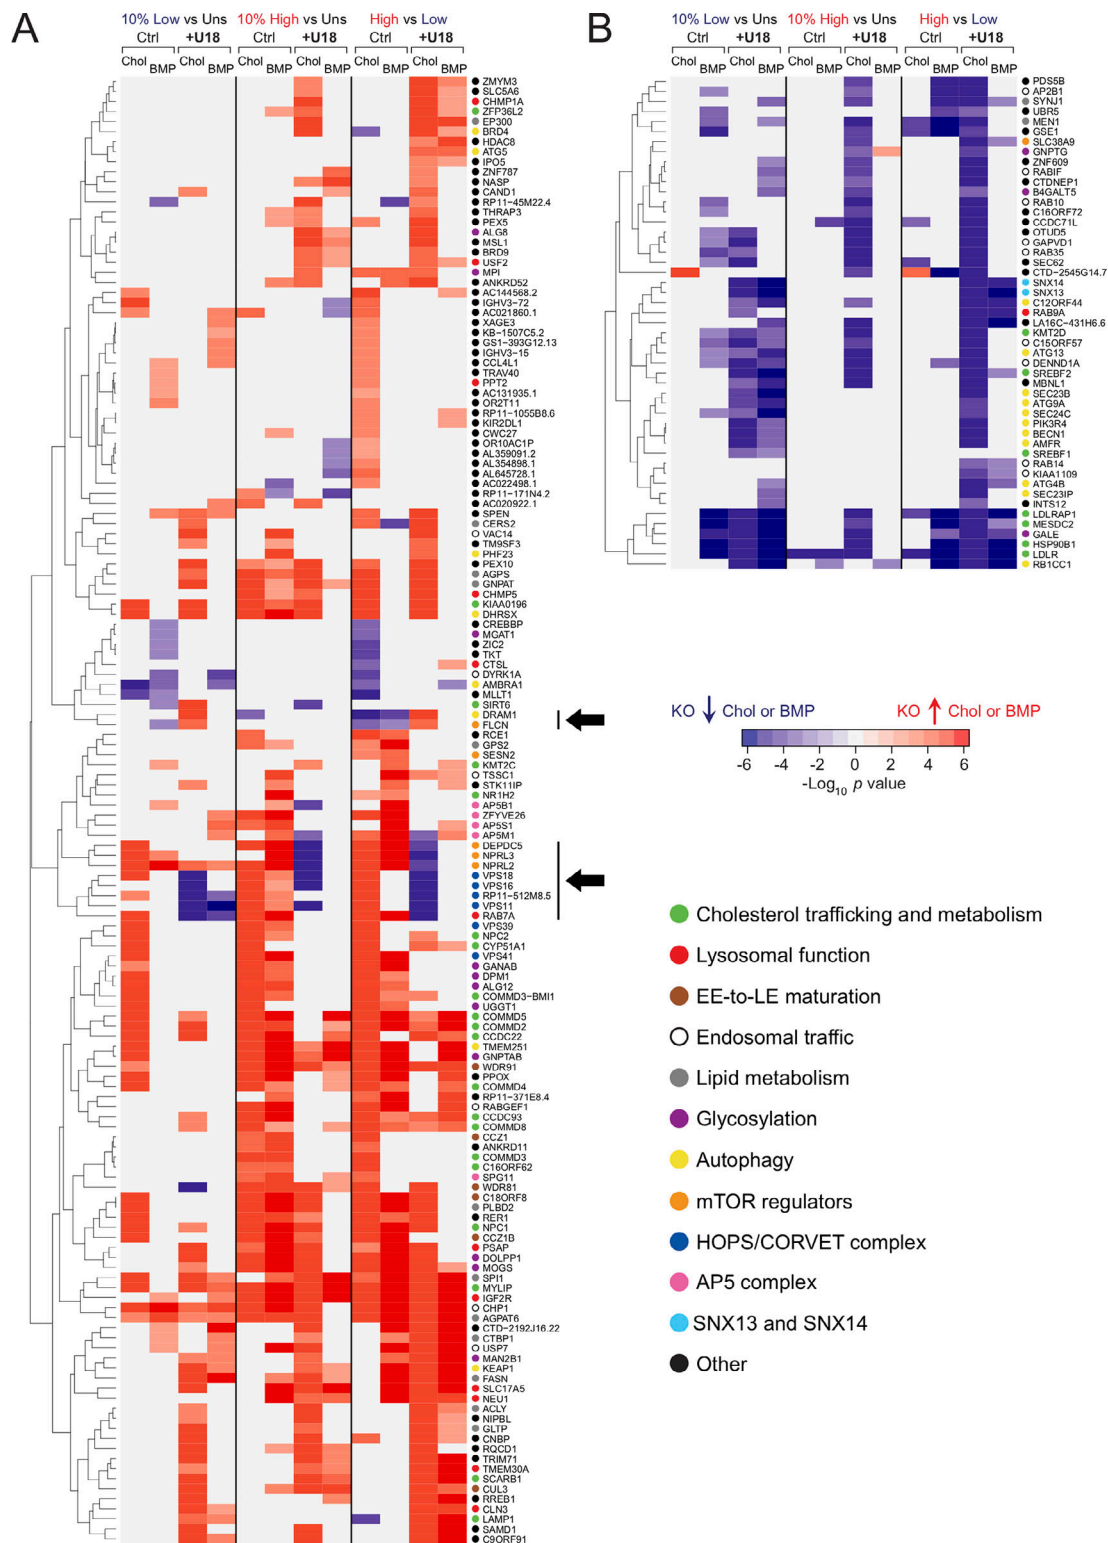 A
10% Low vs Uns
10% High vs Uns
High vs Low
Ctrl
+U18
Ctrl
+U18
Ctrl
+U18
Chol
BMP
Chol
BMP
Chol
BMP
Chol
BMP
Chol
BMP
Chol
BMP
ZMYM3
SLC5A6
CHMP1A
ZFP36L2
EP300
BRD4
HDAC8
ATG5
IPO5
ZNF787
NASP
CAND1
RP11-45M22.4
THRAP3
PEX5
ALG8
MSL1
BRD9
USF2
MPI
ANKRD52
AC144568.2
IGHV3-72
AC021860.1
XAGE3
KB-1507C5.2
GS1-393G12.13
IGHV3-15
CCL4L1
TRAV40
PPT2
AC131935.1
OR2T11
RP11-1055B8.6
KIR2DL1
CWC27
OR10AC1P
AL359091.2
AL354898.1
AL645728.1
AC022498.1
RP11-171N4.2
AC020922.1
SPEN
CERS2
VAC14
TM9SF3
PHF23
PEX10
AGPS
GNPAT
CHMP5
KIAA0196
DHRSX
CREBBP
MGAT1
ZIC2
TKT
CTSL
DYRK1A
AMBRA1
MLLT1
SIRT6
DRAM1
FLCN
RCE1
GPS2
SESN2
KMT2C
TSSC1
STK11IP
NR1H2
AP5B1
ZFYVE26
AP5S1
AP5M1
DEPDC5
NPRL3
NPRL2
VPS18
VPS16
RP11-512M8.5
VPS11
RAB7A
VPS39
NPC2
CYP51A1
VPS41
GANAB
DPM1
ALG12
COMMD3-BMI1
UGGT1
COMMD5
COMMD2
CCDC22
TMEM251
GNPTAB
WDR91
PPOX
COMMD4
RP11-371E8.4
RABGEF1
CCDC93
COMMD8
CCZ1
ANKRD11
COMMD3
C16ORF62
SPG11
WDR81
C18ORF8
PLBD2
RER1
NPC1
CCZ1B
PSAP
DOLPP1
MOGS
SPI1
MYLIP
IGF2R
CHP1
AGPAT6
CTD-2192J16.22
CTBP1
USP7
MAN2B1
KEAP1
FASN
SLC17A5
NEU1
ACLY
NIPBL
GLTP
CNBP
RQCD1
TRIM71
TMEM30A
SCARB1
CUL3
RREB1
CLN3
LAMP1
SAMD1
C9ORF91
B
10% Low vs Uns
10% High vs Uns
High vs Low
Ctrl
+U18
Ctrl
+U18
Ctrl
+U18
Chol
BMP
Chol
BMP
Chol
BMP
Chol
BMP
Chol
BMP
Chol
BMP
PDS5B
AP2B1
SYNJ1
UBR5
MEN1
GSE1
SLC38A9
GNPTG
ZNF609
RABIF
CTDNEP1
B4GALT5
RAB10
C16ORF72
CCDC71L
OTUD5
GAPVD1
RAB35
SEC62
CTD-2545G14.7
SNX14
SNX13
C12ORF44
RAB9A
LA16C-431H6.6
KMT2D
C15ORF57
ATG13
DENND1A
SREBF2
MBNL1
SEC23B
ATG9A
SEC24C
PIK3R4
BECN1
AMFR
SREBF1
RAB14
KIAA1109
ATG4B
SEC23IP
INTS12
LDLRAP1
MESDC2
GALE
HSP90B1
LDLR
RB1CC1
KO ↓ Chol or BMP
KO ↑ Chol or BMP
-6 -4 -2 0 2 4 6
-Log10 p value
Cholesterol trafficking and metabolism
Lysosomal function
EE-to-LE maturation
Endosomal traffic
Lipid metabolism
Glycosylation
Autophagy
mTOR regulators
HOPS/CORVET complex
AP5 complex
SNX13 and SNX14
Other